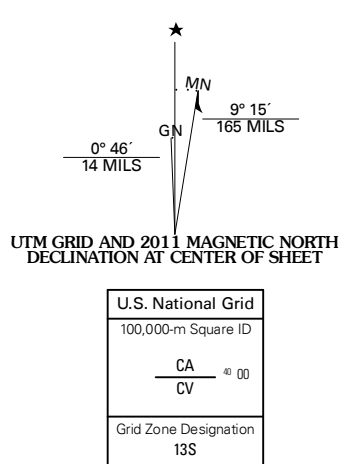 ★
MN
9° 15´
165 MILS
GN
0° 46´
14 MILS
UTM GRID AND 2011 MAGNETIC NORTH
DECLINATION AT CENTER OF SHEET
U.S. National Grid
100,000-m Square ID
CA
40 00
CV
Grid Zone Designation
13S